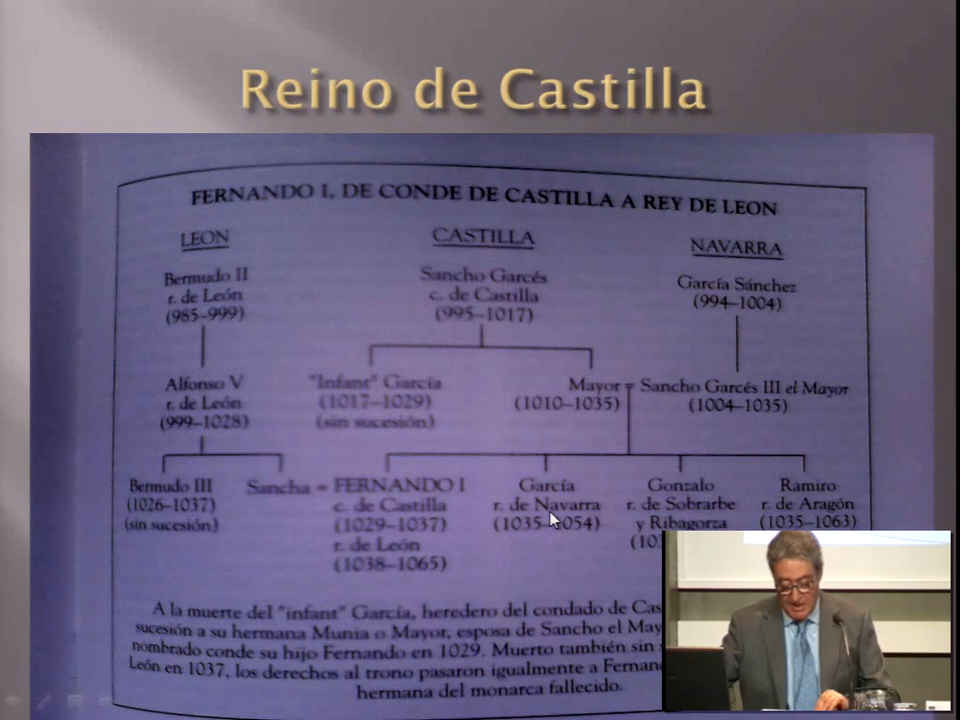 Reino de Castilla
FERNANDO I, DE CONDE DE CASTILLA A REY DE LEON
LEON
CASTILLA
NAVARRA
Bermudo II
r. de León
(985–999)
Sancho Garcés
c. de Castilla
(995–1017)
García Sánchez
(994–1004)
Alfonso V
r. de León
(999–1028)
"Infant" García
(1017–1029)
(sin sucesión)
Mayor = Sancho Garcés III el Mayor
(1010–1035)
(1004–1035)
Bermudo III
(1026–1037)
(sin sucesión)
Sancha = FERNANDO I
c. de Castilla
(1029–1037)
r. de León
(1038–1065)
García
r. de Navarra
(1035–1054)
Gonzalo
r. de Sobrarbe
y Ribagorza
Ramiro
r. de Aragón
(1035–1063)
A la muerte del "infant" García, heredero del condado de
sucesión a su hermana Munia o Mayor, esposa de Sancho el
nombrado conde su hijo Fernando en 1029. Muerto también sin
León en 1037, los derechos al trono pasaron igualmente a
hermana del monarca fallecido.